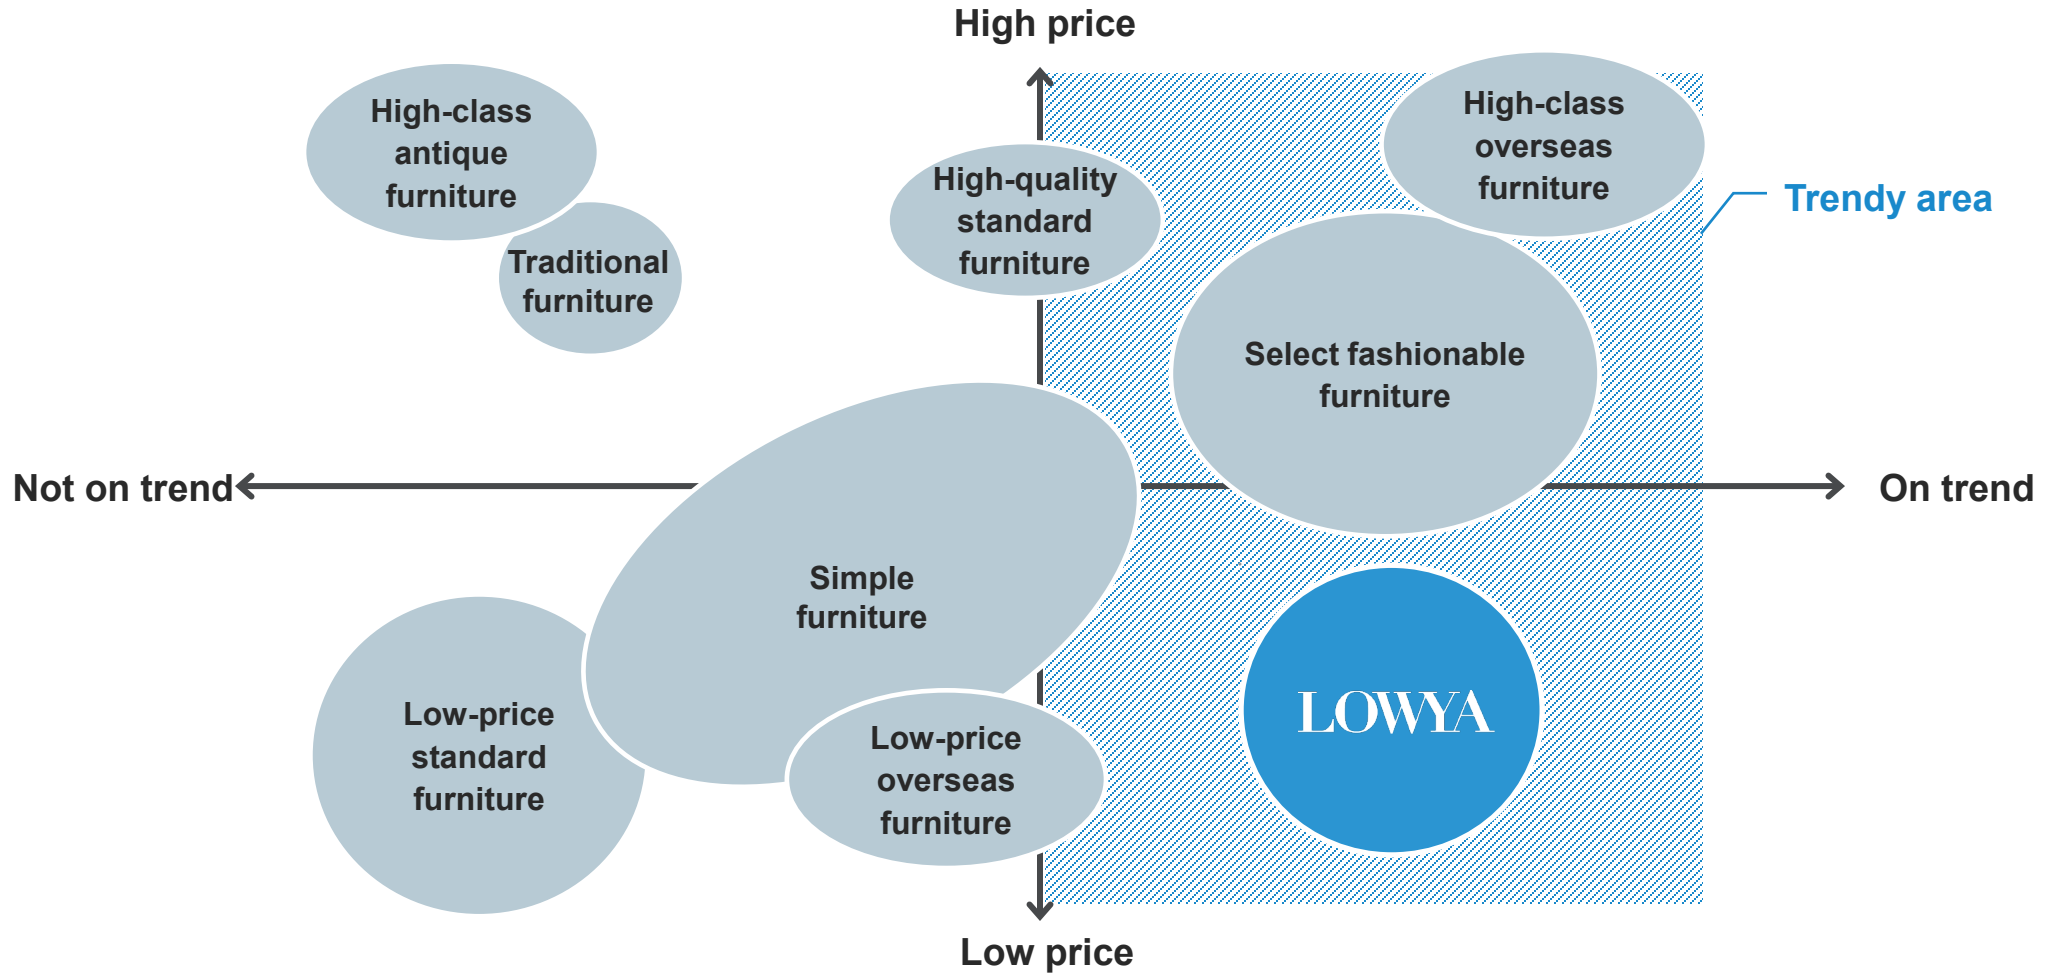 High price
High-class
antique
furniture
Traditional
furniture
High-quality
standard
furniture
High-class
overseas
furniture
Trendy area
Select fashionable
furniture
Not on trend
On trend
Simple
furniture
Low-price
standard
furniture
Low-price
overseas
furniture
LOWYA
Low price